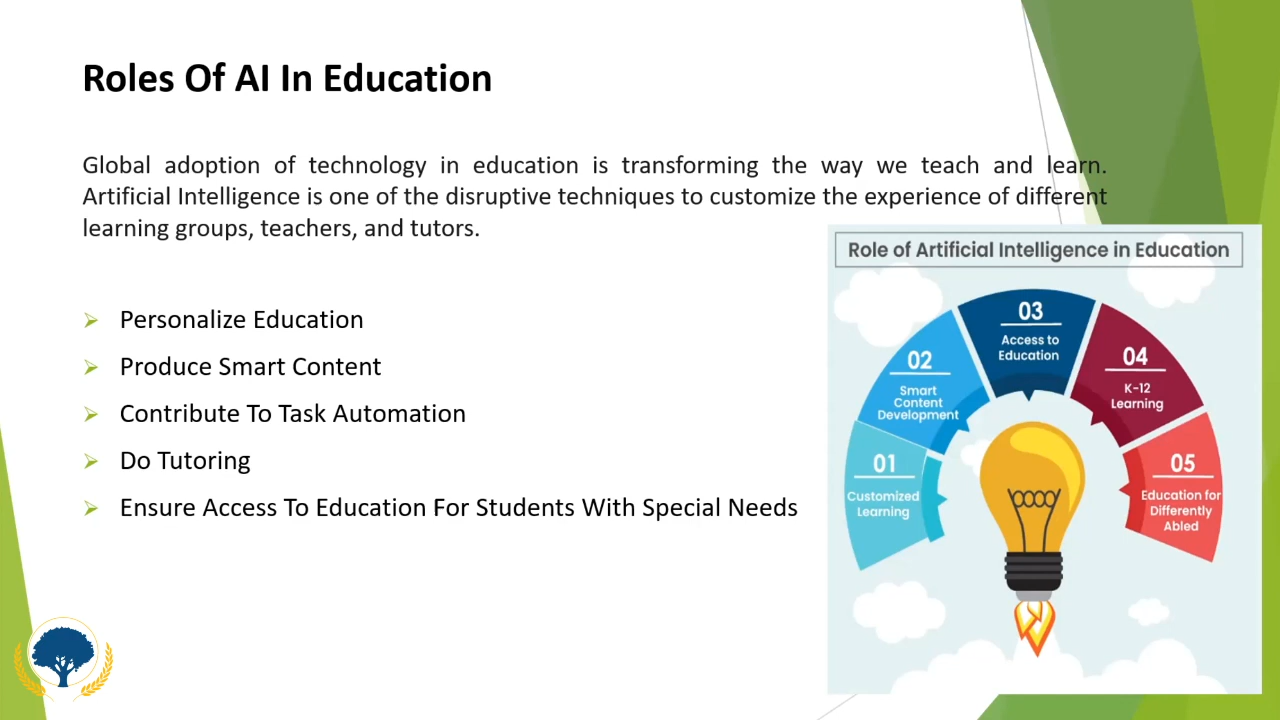 Roles Of AI In Education
Global adoption of technology in education is transforming the way we teach and learn.
Artificial Intelligence is one of the disruptive techniques to customize the experience of different
learning groups, teachers, and tutors.
Personalize Education
Produce Smart Content
Contribute To Task Automation
Do Tutoring
Ensure Access To Education For Students With Special Needs
Role of Artificial Intelligence in Education
01
Customized
Learning
02
Smart
Content
Development
03
Access to
Education
04
K-12
Learning
05
Education for
Differently
Abled